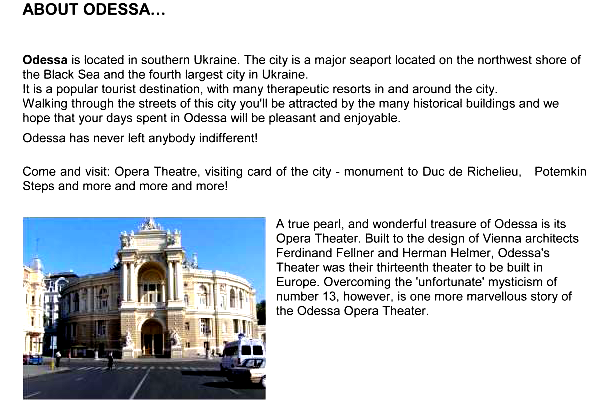 ABOUT ODESSA...
Odessa is located in southern Ukraine. The city is a major seaport located on the northwest shore of
the Black Sea and the fourth largest city in Ukraine.
It is a popular tourist destination, with many therapeutic resorts in and around the city.
Walking through the streets of this city you'll be attracted by the many historical buildings and we
hope that your days spent in Odessa will be pleasant and enjoyable.
Odessa has never left anybody indifferent!
Come and visit: Opera Theatre, visiting card of the city - monument to Duc de Richelieu, Potemkin
Steps and more and more and more!
A true pearl, and wonderful treasure of Odessa is its
Opera Theater. Built to the design of Vienna architects
Ferdinand Fellner and Herman Helmer, Odessa's
Theater was their thirteenth theater to be built in
Europe. Overcoming the 'unfortunate' mysticism of
number 13, however, is one more marvellous story of
the Odessa Opera Theater.